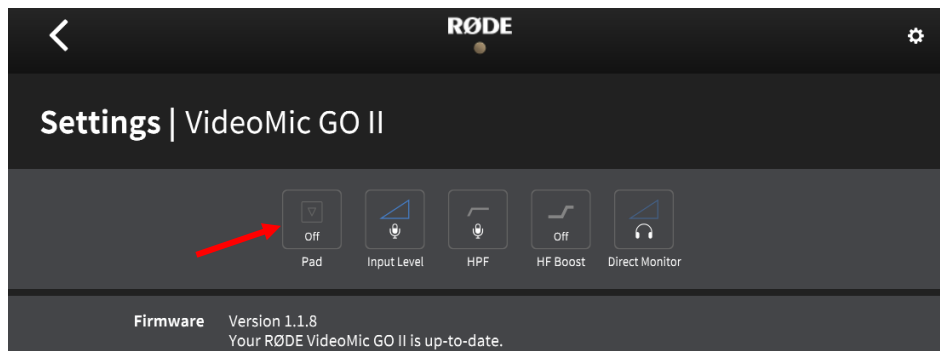 RØDE
Settings | VideoMic GO II
Off
Off
Pad
Input Level
HPF
HF Boost
Direct Monitor
Firmware
Version 1.1.8
Your RØDE VideoMic GO II is up-to-date.